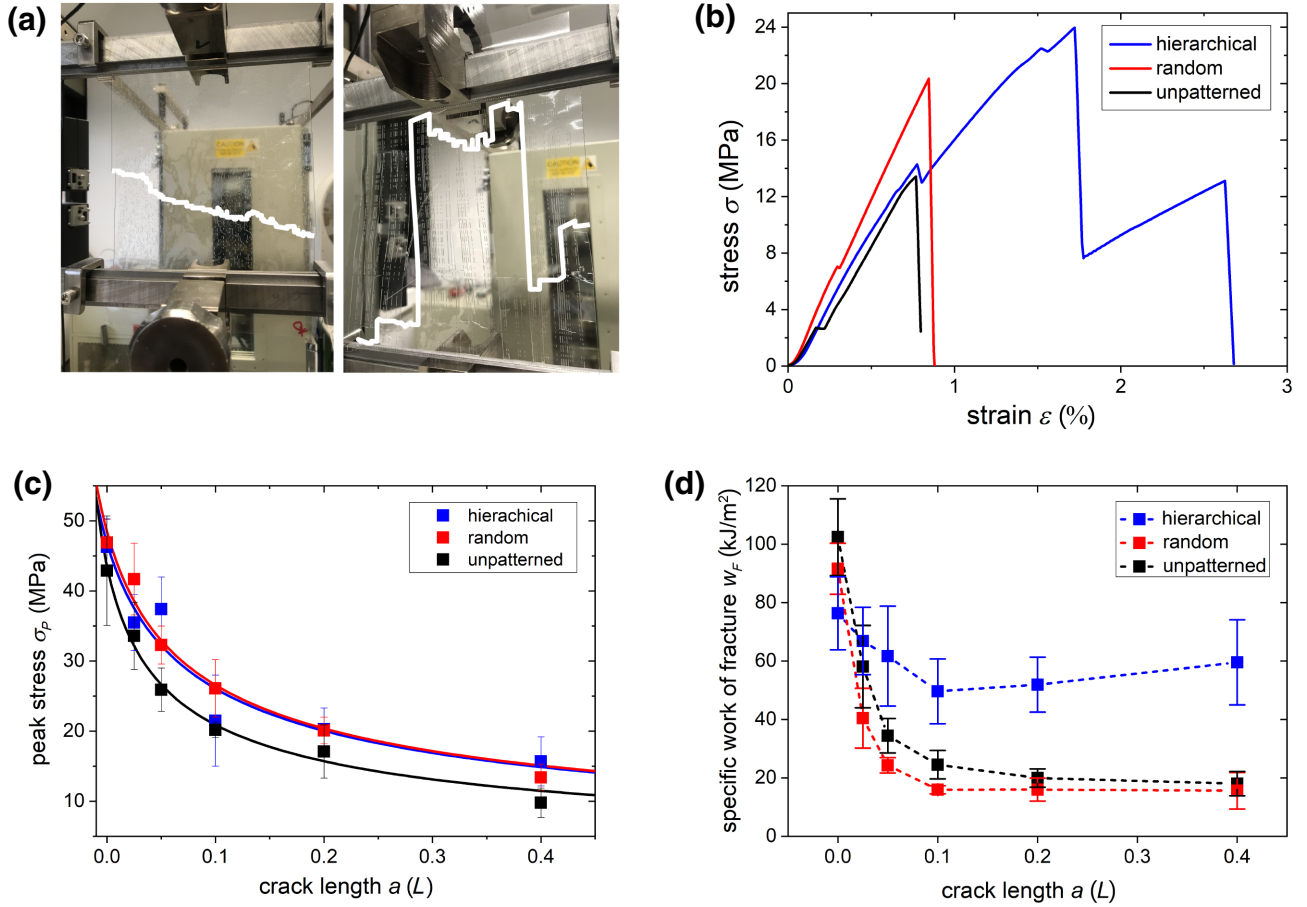 (a)
CAUTION
CAUTION
(b)
24
20
16
12
8
4
0
stress σ (MPa)
hierarchical
random
unpatterned
0
1
2
3
strain ε (%)
(c)
50
40
30
20
10
peak stress σP (MPa)
hierachical
random
unpatterned
0.0
0.1
0.2
0.3
0.4
crack length a (L)
(d)
120
100
80
60
40
20
0
specific work of fracture wF (kJ/m²)
hierarchical
random
unpatterned
0.0
0.1
0.2
0.3
0.4
crack length a (L)